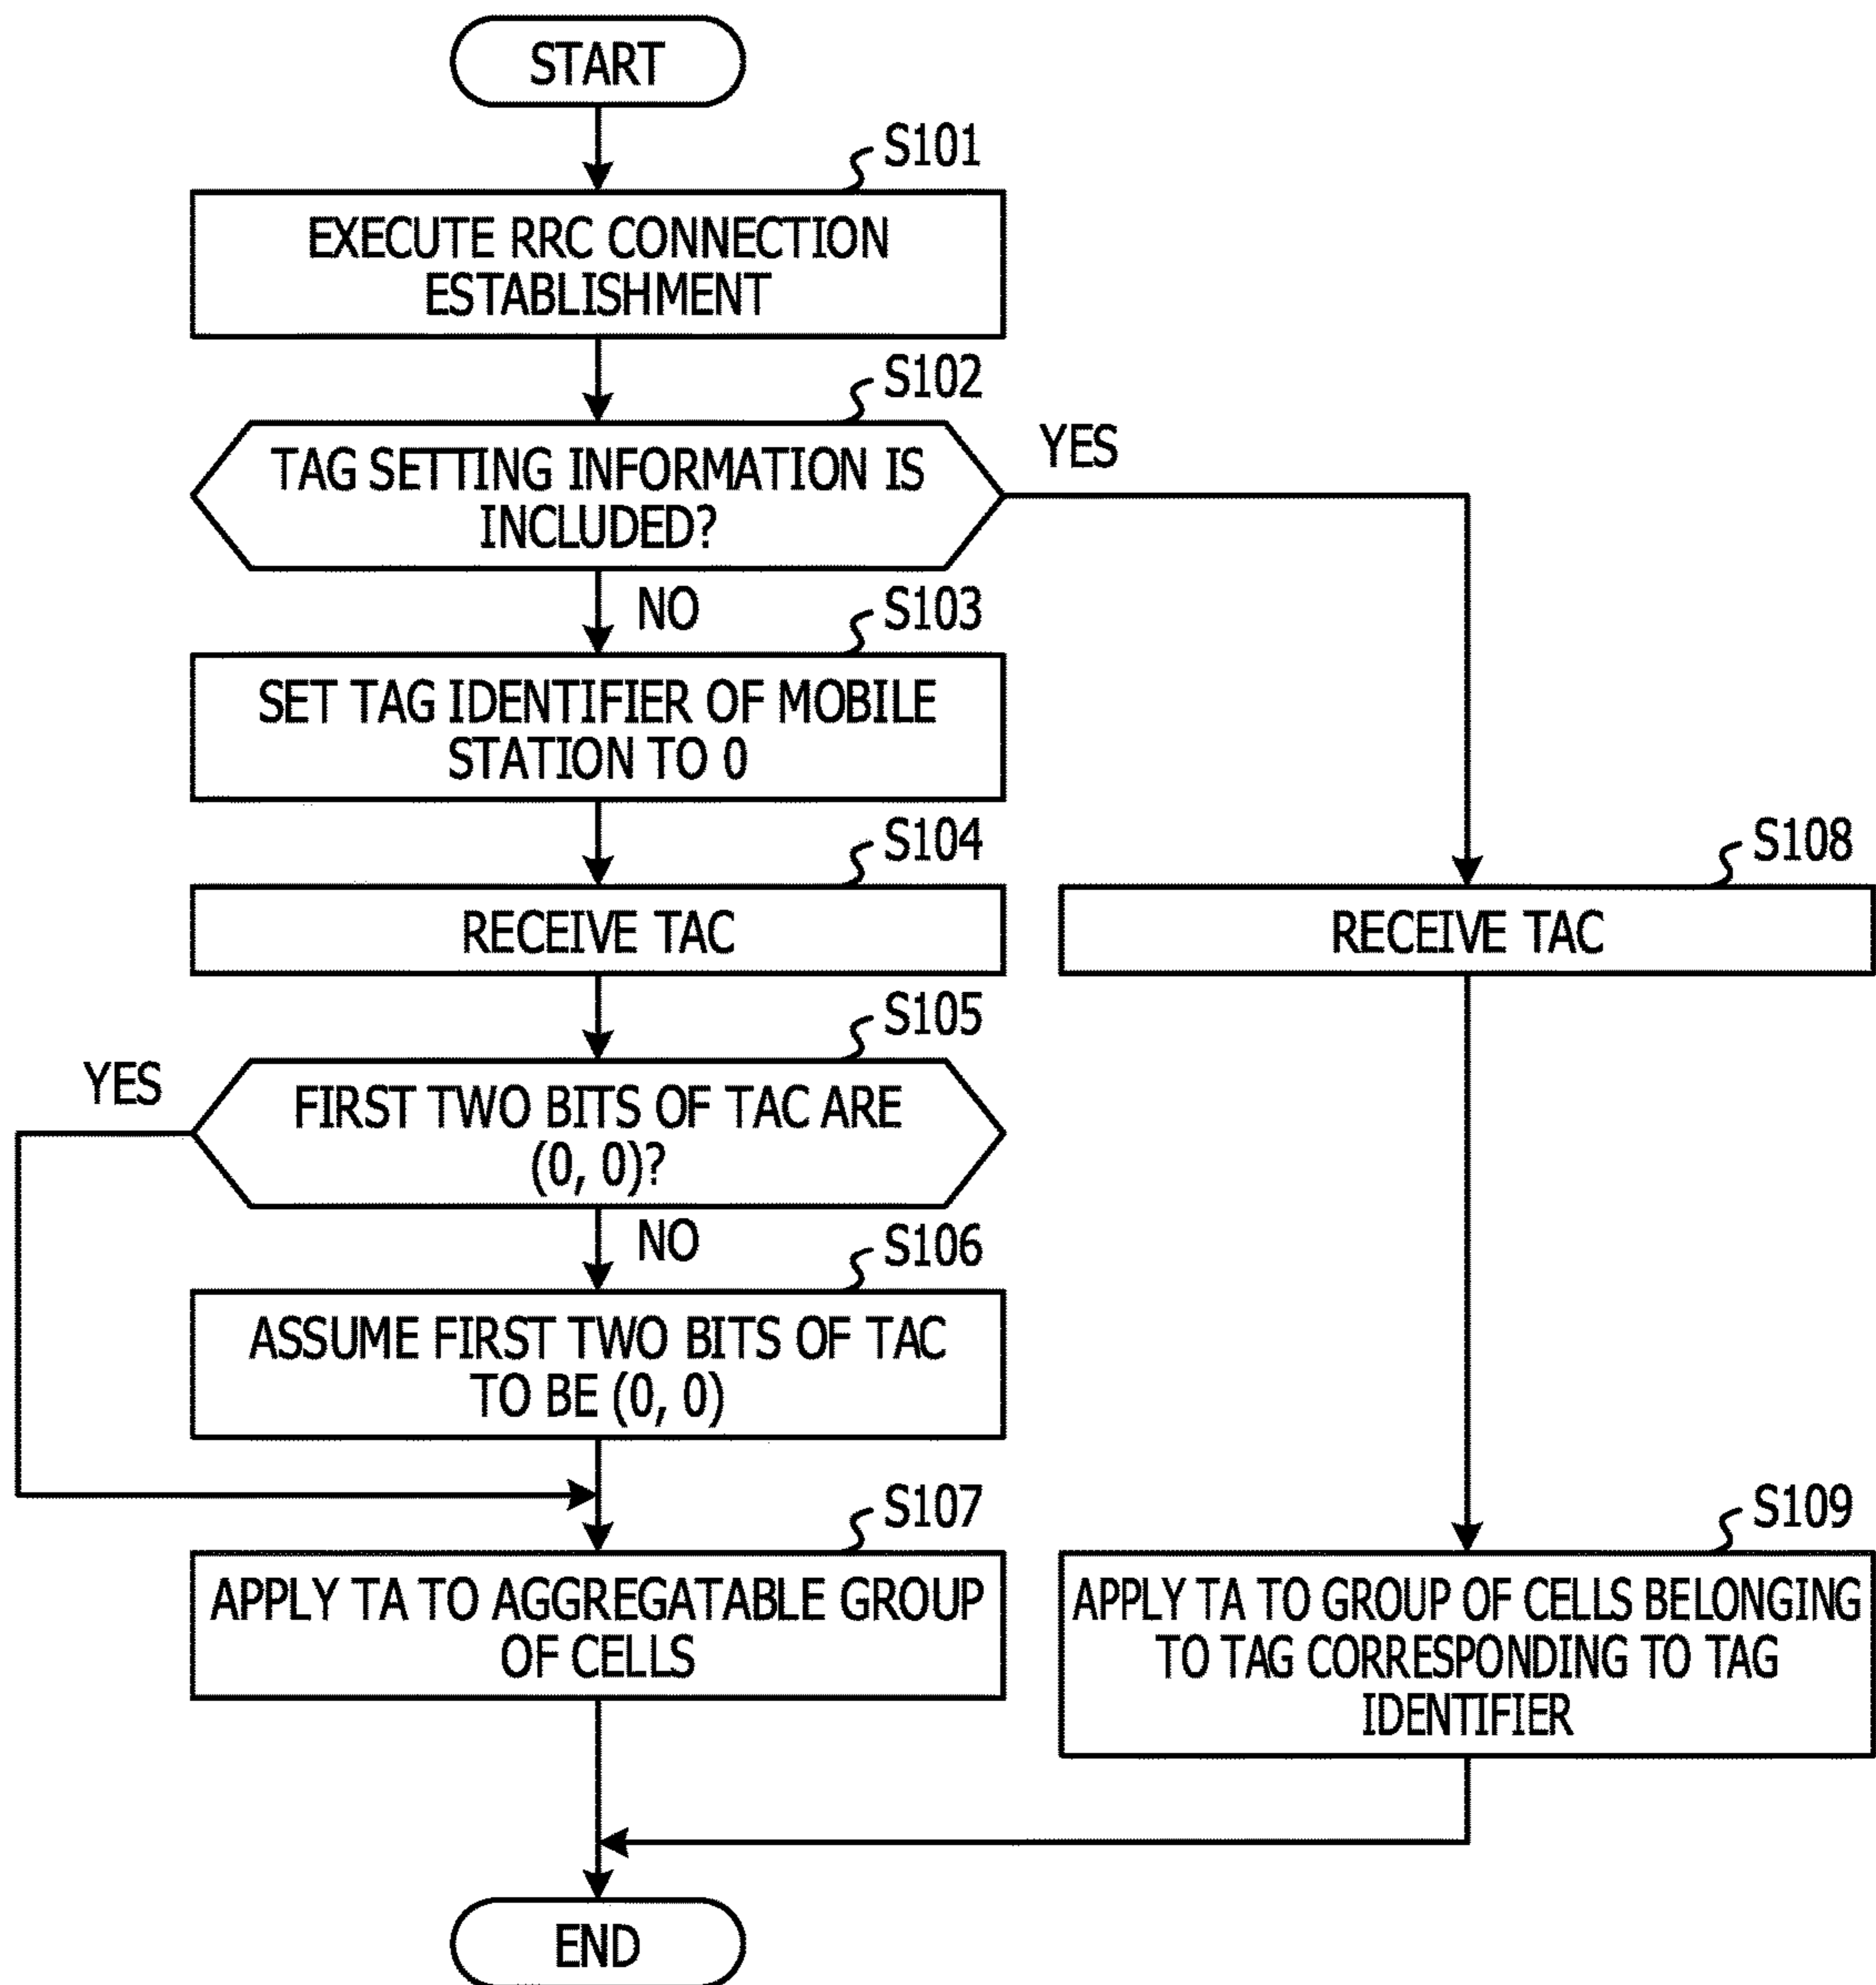 START
S101
EXECUTE RRC CONNECTION
ESTABLISHMENT
S102
TAG SETTING INFORMATION IS
INCLUDED?
YES
NO
S103
SET TAG IDENTIFIER OF MOBILE
STATION TO 0
S104
RECEIVE TAC
S108
RECEIVE TAC
S105
YES
FIRST TWO BITS OF TAC ARE
(0, 0)?
NO
S106
ASSUME FIRST TWO BITS OF TAC
TO BE (0, 0)
S107
APPLY TA TO AGGREGATABLE GROUP
OF CELLS
S109
APPLY TA TO GROUP OF CELLS BELONGING
TO TAG CORRESPONDING TO TAG
IDENTIFIER
END